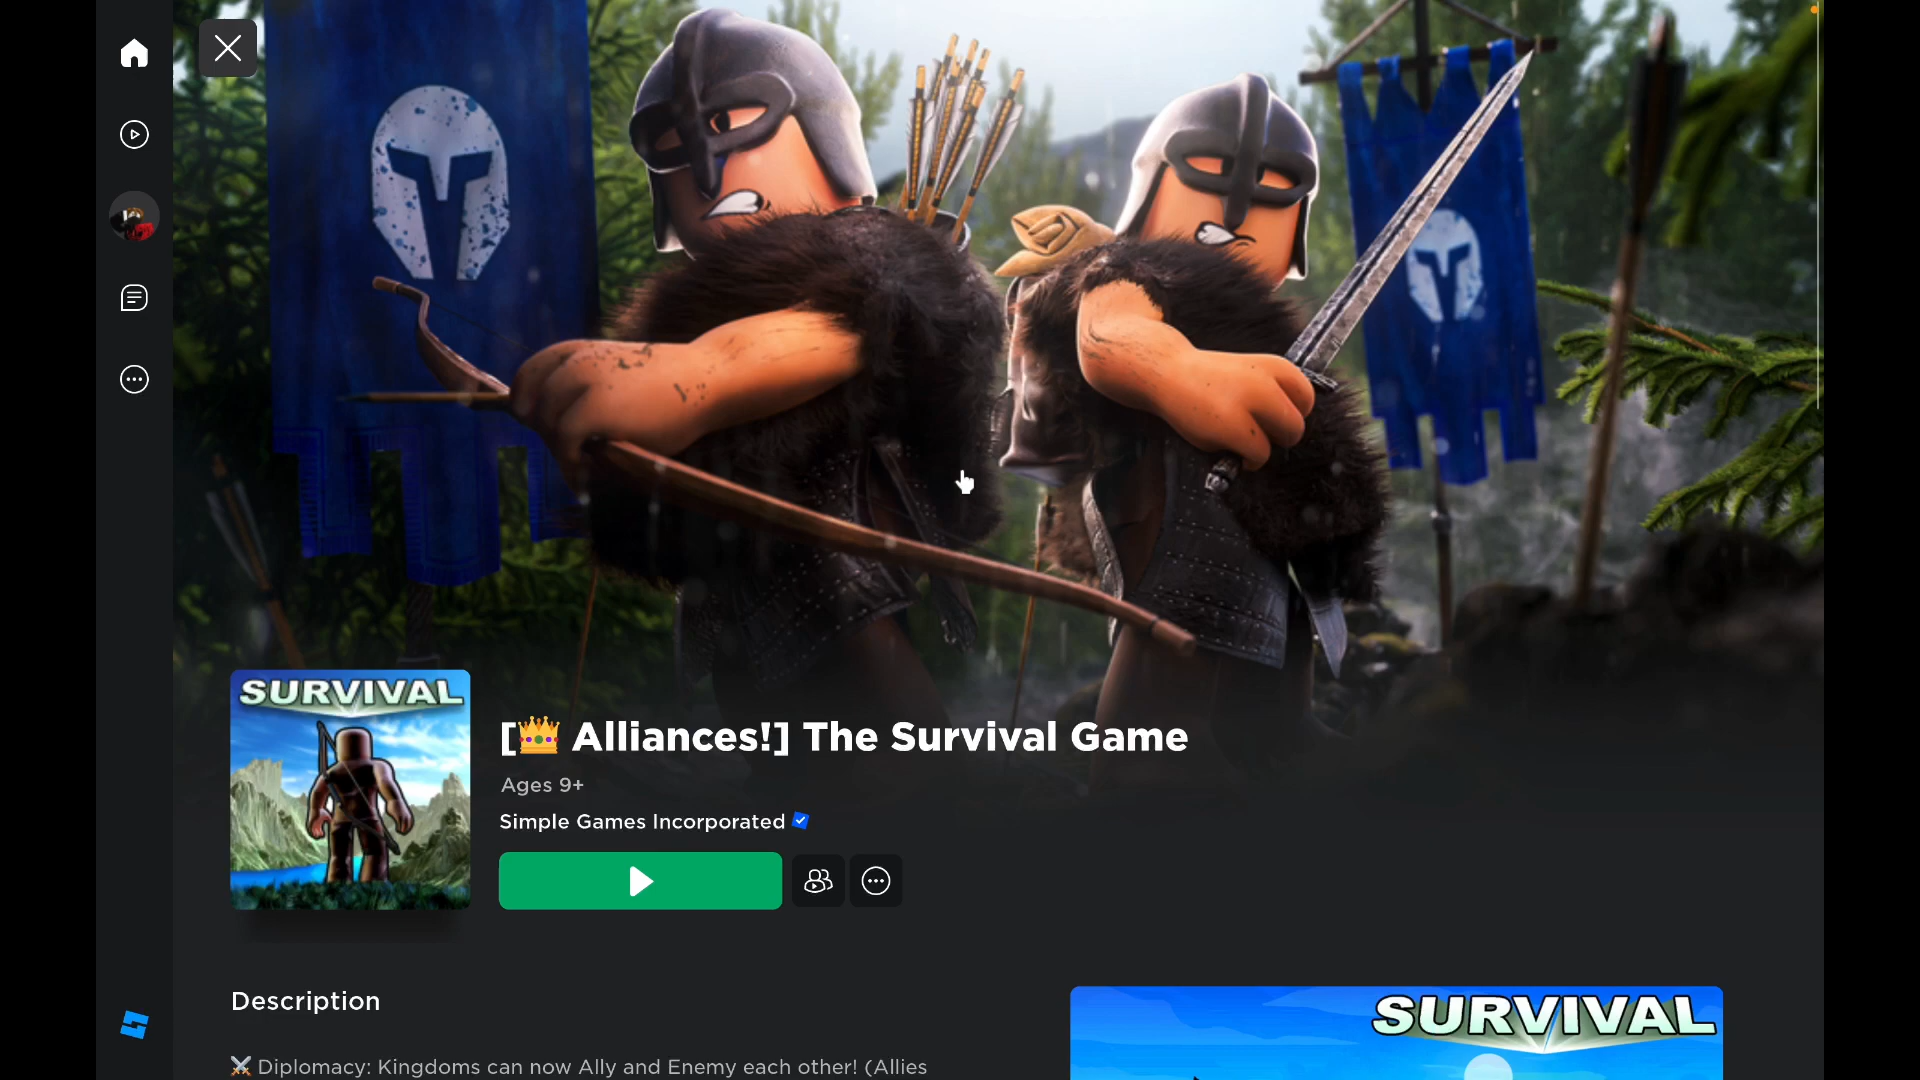 SURVIVAL
[👑 Alliances!] The Survival Game
Ages 9+
Simple Games Incorporated
Description
⚔️ Diplomacy: Kingdoms can now Ally and Enemy each other! (Allies
SURVIVAL